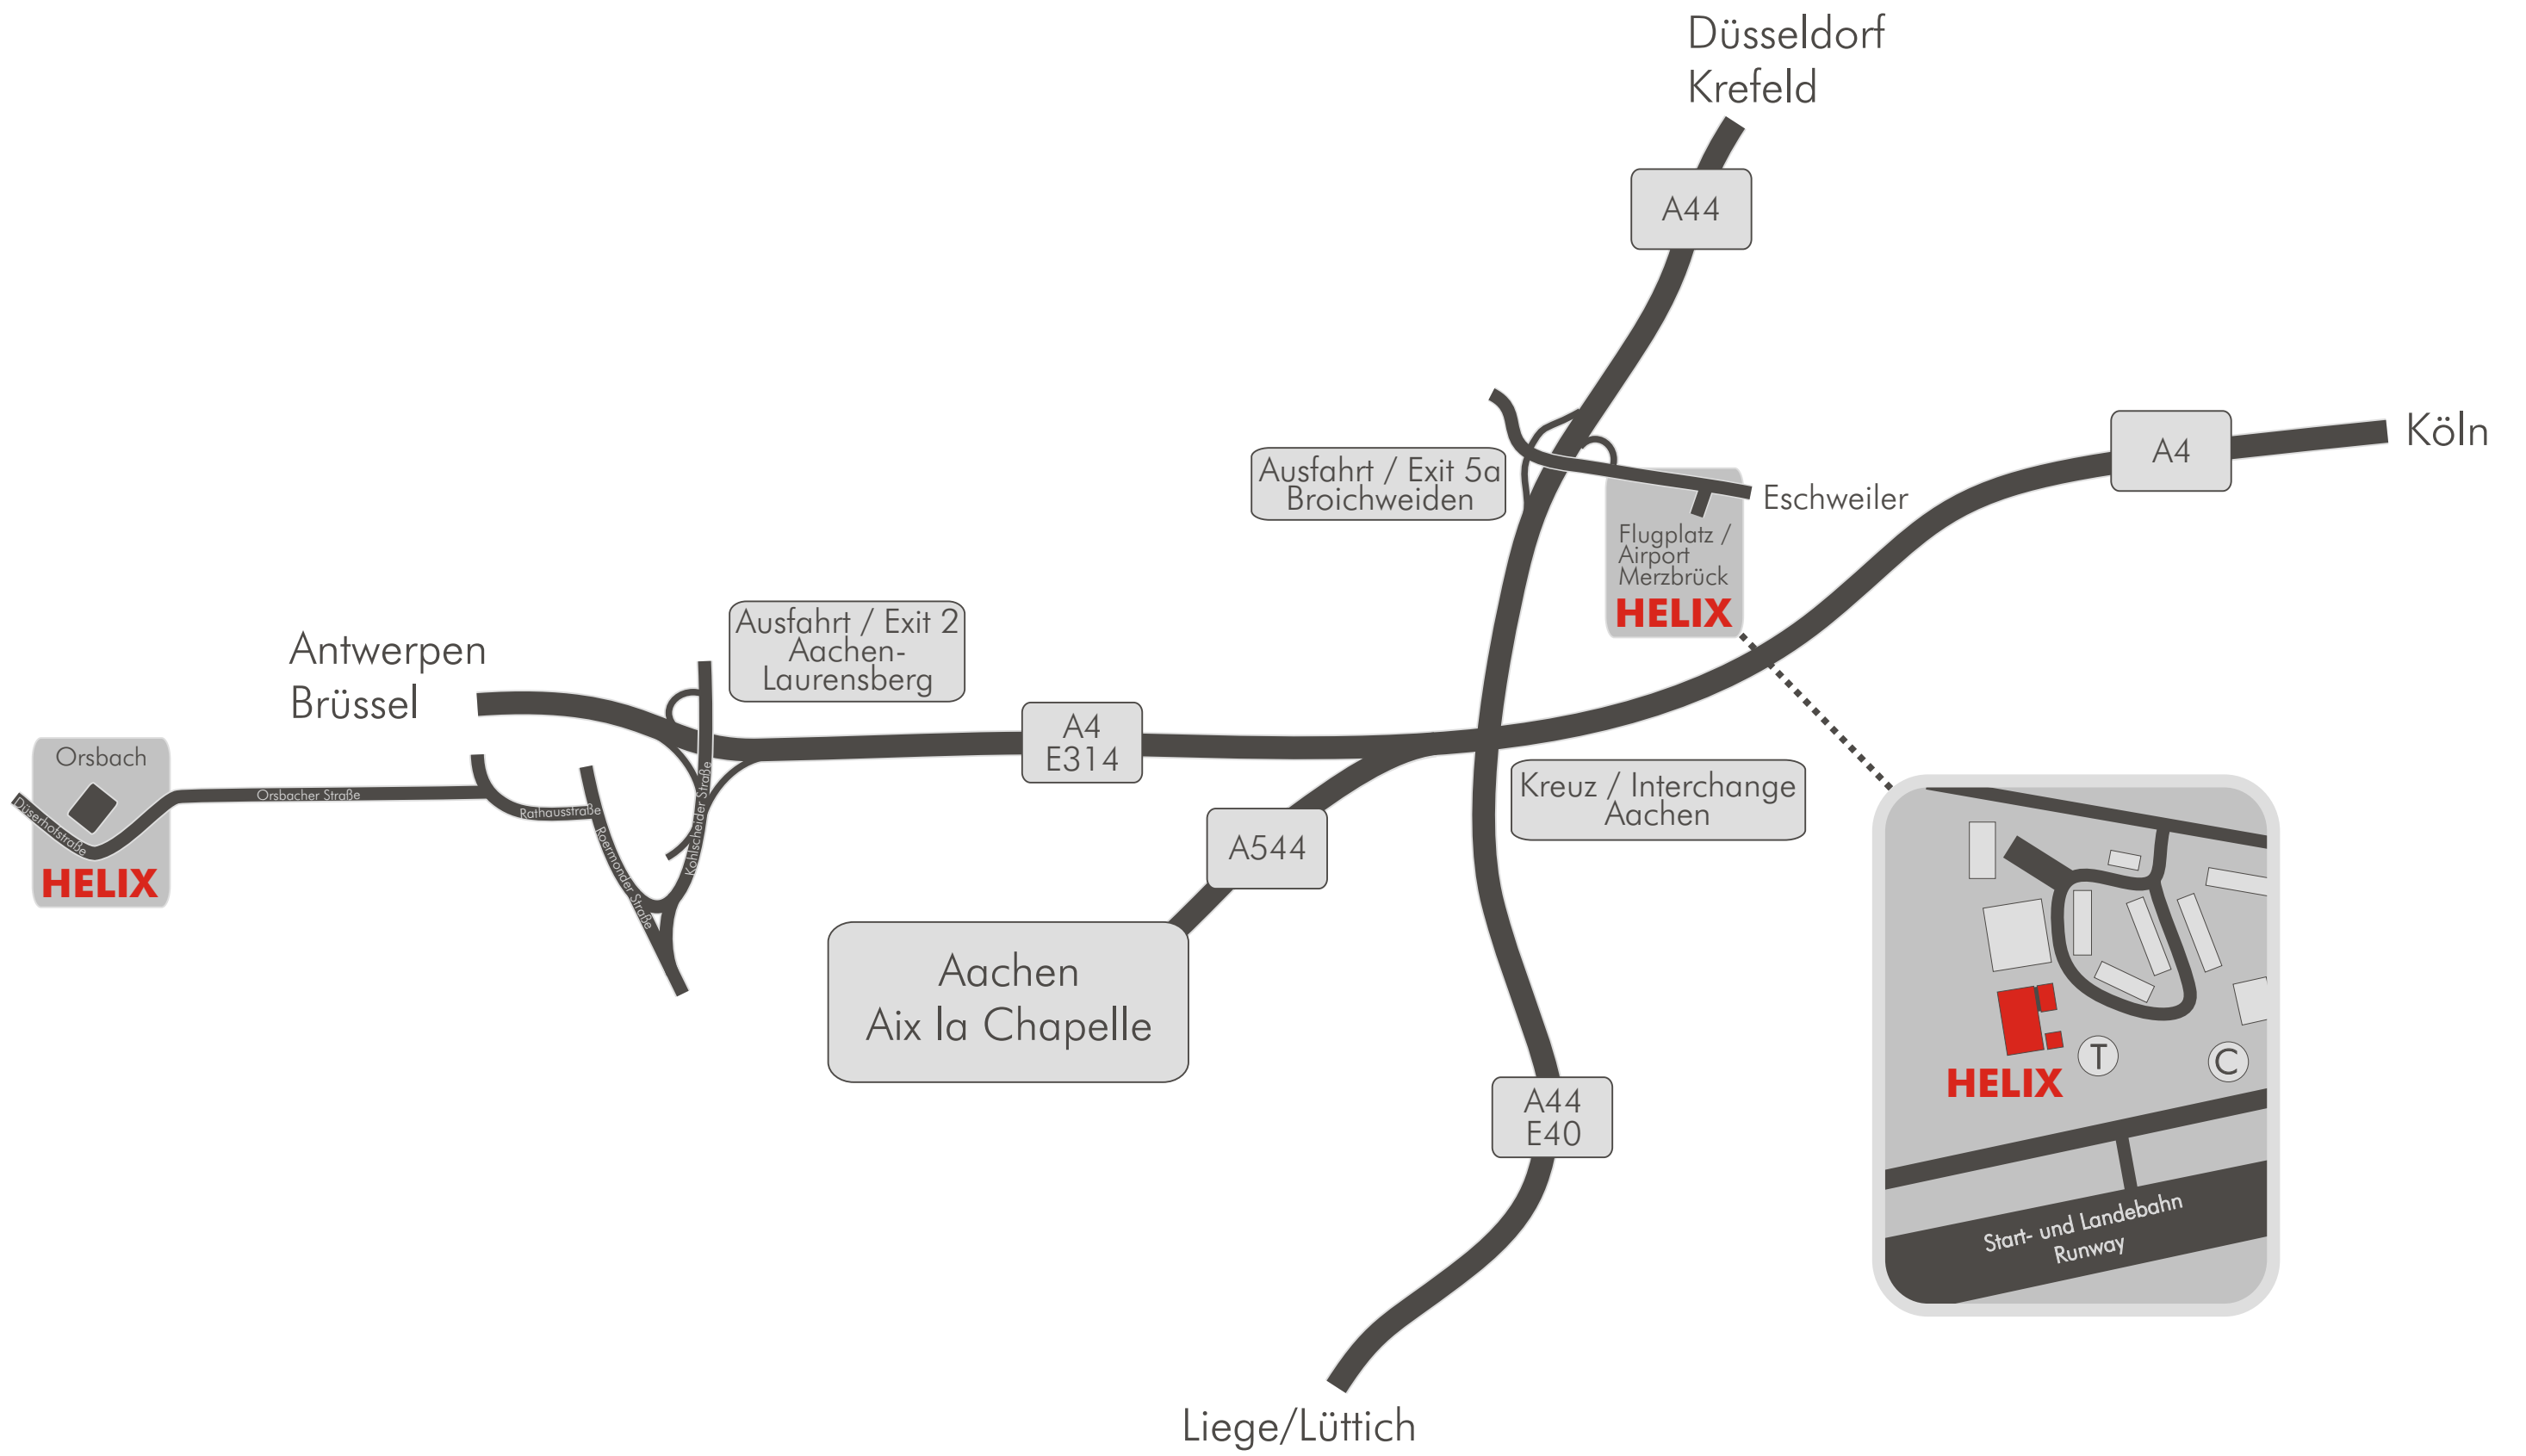 Düsseldorf
Krefeld
A44
A4
Köln
Ausfahrt / Exit 5a
Broichweiden
Eschweiler
Flugplatz /
Airport
Merzbrück
HELIX
Ausfahrt / Exit 2
Aachen-
Laurensberg
Antwerpen
Brüssel
A4
E314
Orsbach
Düserhofstraße
HELIX
Orsbacher Straße
Rathausstraße
Roermonder Straße
Kohlscheider Straße
Kreuz / Interchange
Aachen
A544
Aachen
Aix la Chapelle
A44
E40
Liege/Lüttich
HELIX
T
C
Start- und Landebahn
Runway